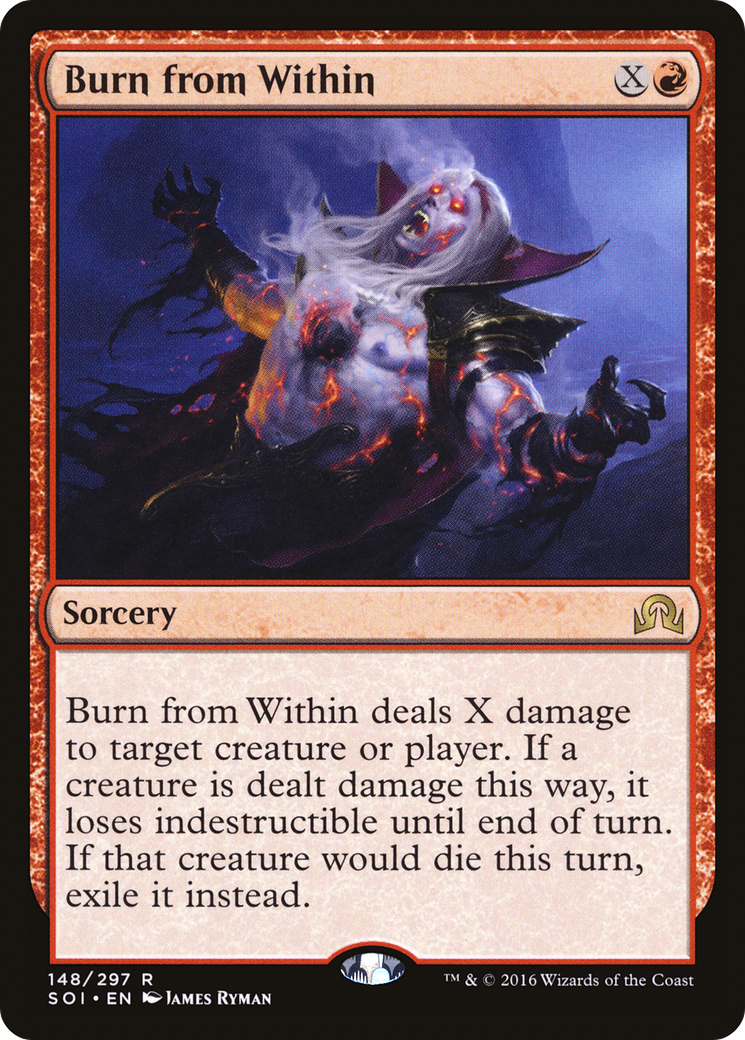 Burn from Within X
Sorcery
Burn from Within deals X damage
to target creature or player. If a
creature is dealt damage this way, it
loses indestructible until end of turn.
If that creature would die this turn,
exile it instead.
148/297 R
SOI • EN JAMES RYMAN
™ & © 2016 Wizards of the Coast